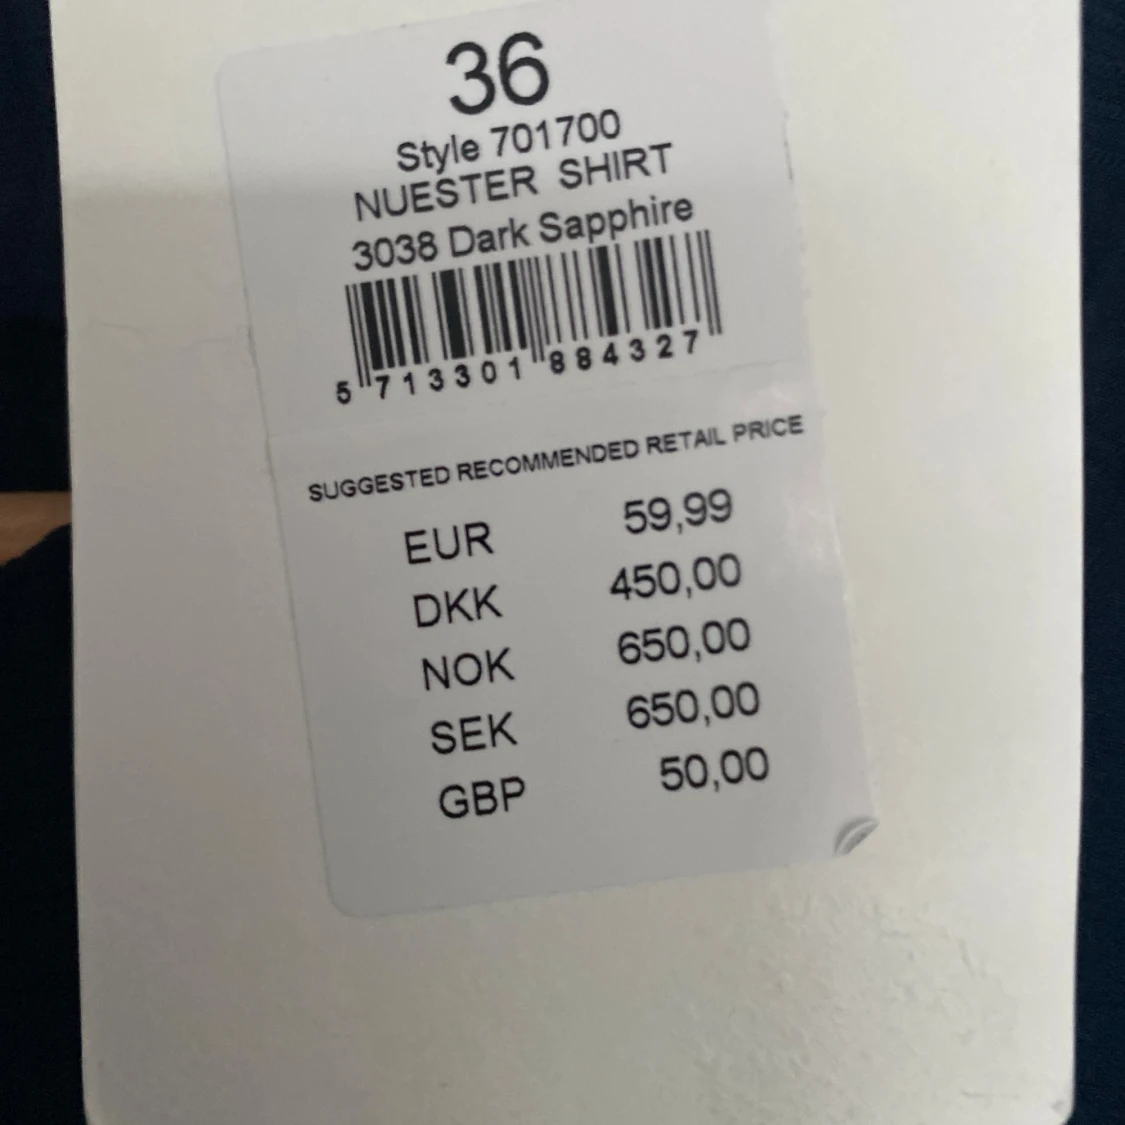 36
Style 701700
NUESTER SHIRT
3038 Dark Sapphire
5 713301 884327
SUGGESTED RECOMMENDED RETAIL PRICE
EUR 59,99
DKK 450,00
NOK 650,00
SEK 650,00
GBP 50,00